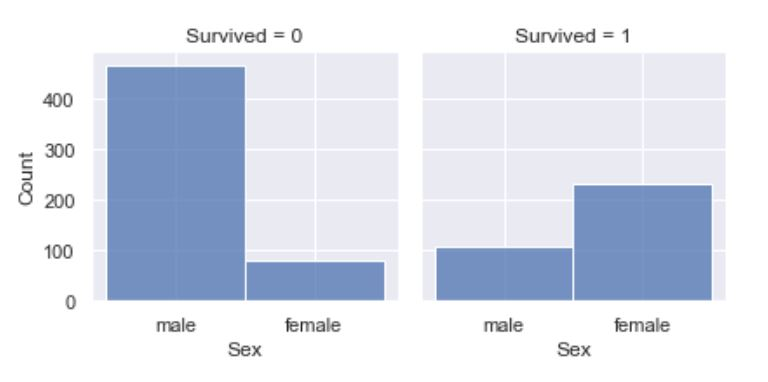 Survived = 0
Survived = 1
Count
400
300
200
100
0
male female
male female
Sex
Sex